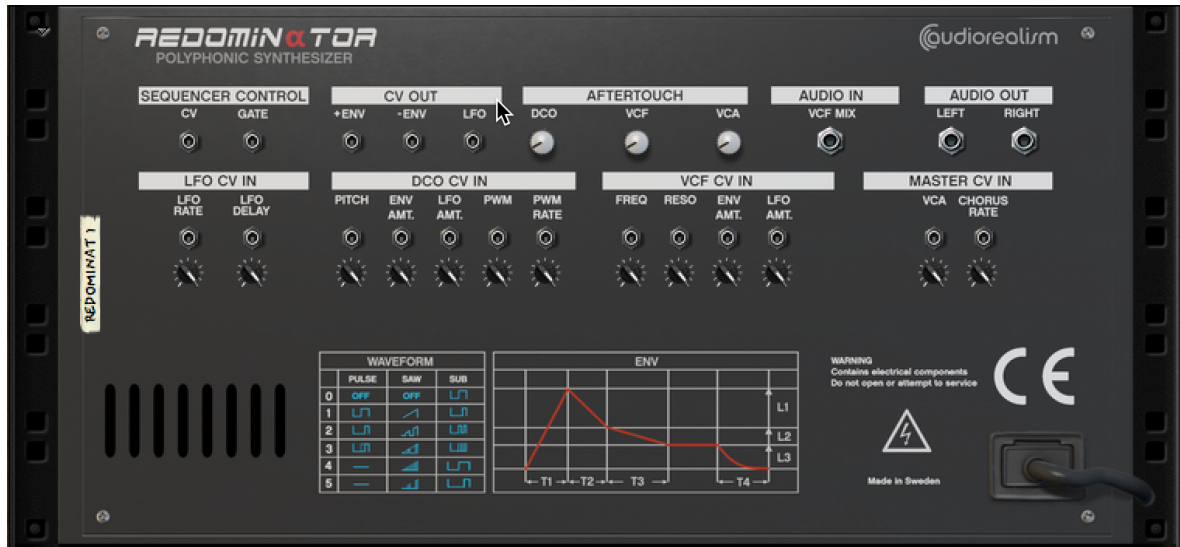 REDOMINαTOR
POLYPHONIC SYNTHESIZER
audiorealism
SEQUENCER CONTROL
CV GATE
CV OUT
+ENV -ENV LFO
AFTERTOUCH
DCO VCF VCA
AUDIO IN
VCF MIX
AUDIO OUT
LEFT RIGHT
LFO CV IN
LFO RATE
LFO DELAY
DCO CV IN
PITCH
ENV AMT.
LFO AMT.
PWM
PWM RATE
VCF CV IN
FREQ
RESO
ENV AMT.
LFO AMT.
MASTER CV IN
VCA
CHORUS RATE
REDOMINAT 1
WAVEFORM
PULSE SAW SUB
0 OFF OFF
1
2
3
4
5
ENV
L1
L2
L3
T1 T2 T3 T4
WARNING
Contains electrical components
Do not open or attempt to service
CE
Made in Sweden